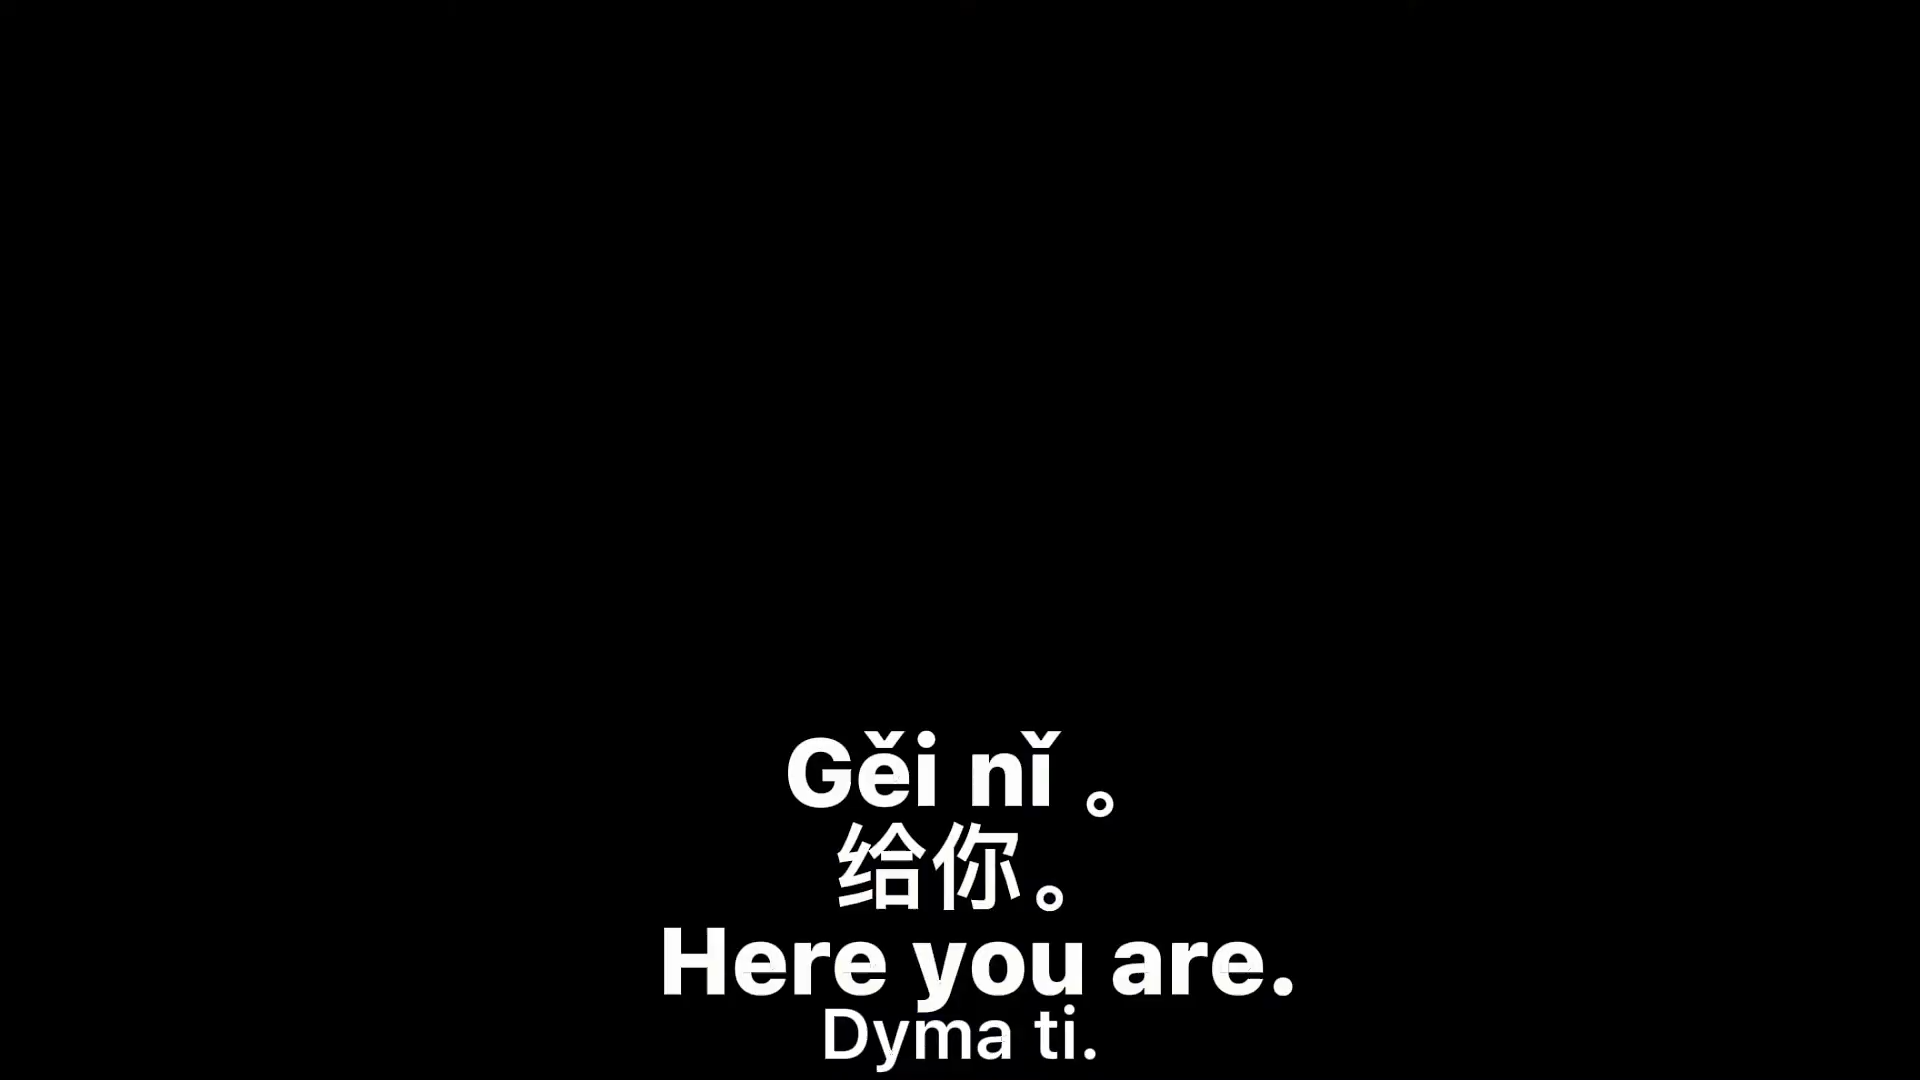 Gěi nǐ 。
给你。
Here you are.
Dyma ti.